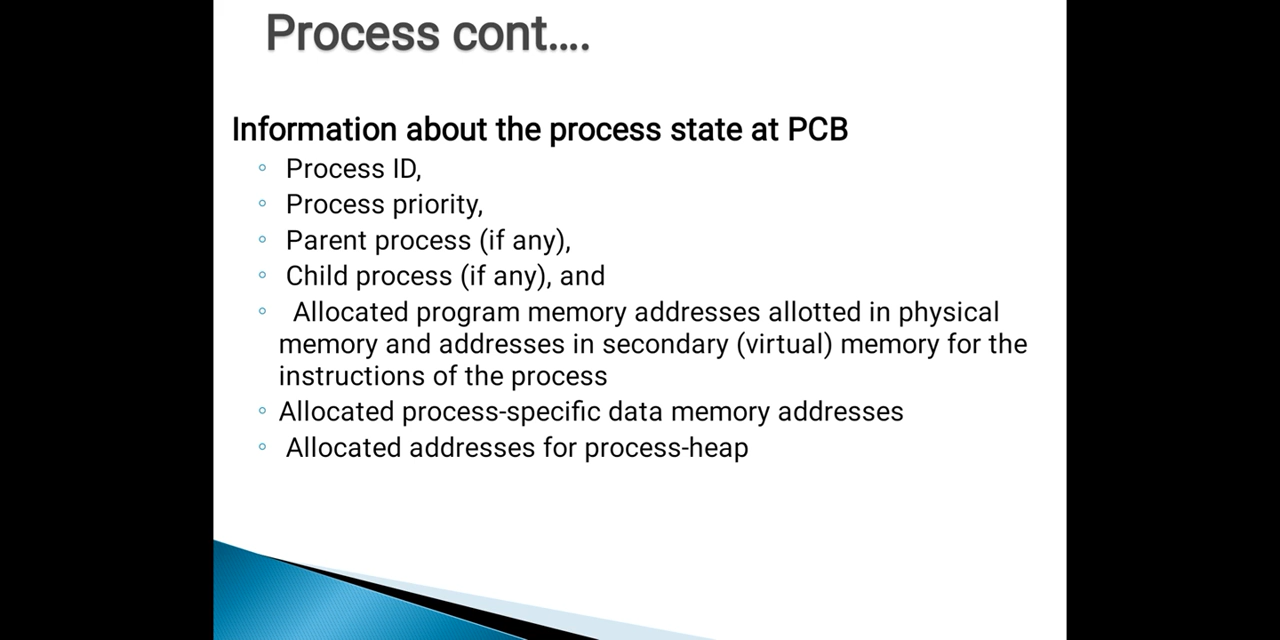 Process cont....
Information about the process state at PCB
◦ Process ID,
◦ Process priority,
◦ Parent process (if any),
◦ Child process (if any), and
◦ Allocated program memory addresses allotted in physical
memory and addresses in secondary (virtual) memory for the
instructions of the process
◦ Allocated process-specific data memory addresses
◦ Allocated addresses for process-heap